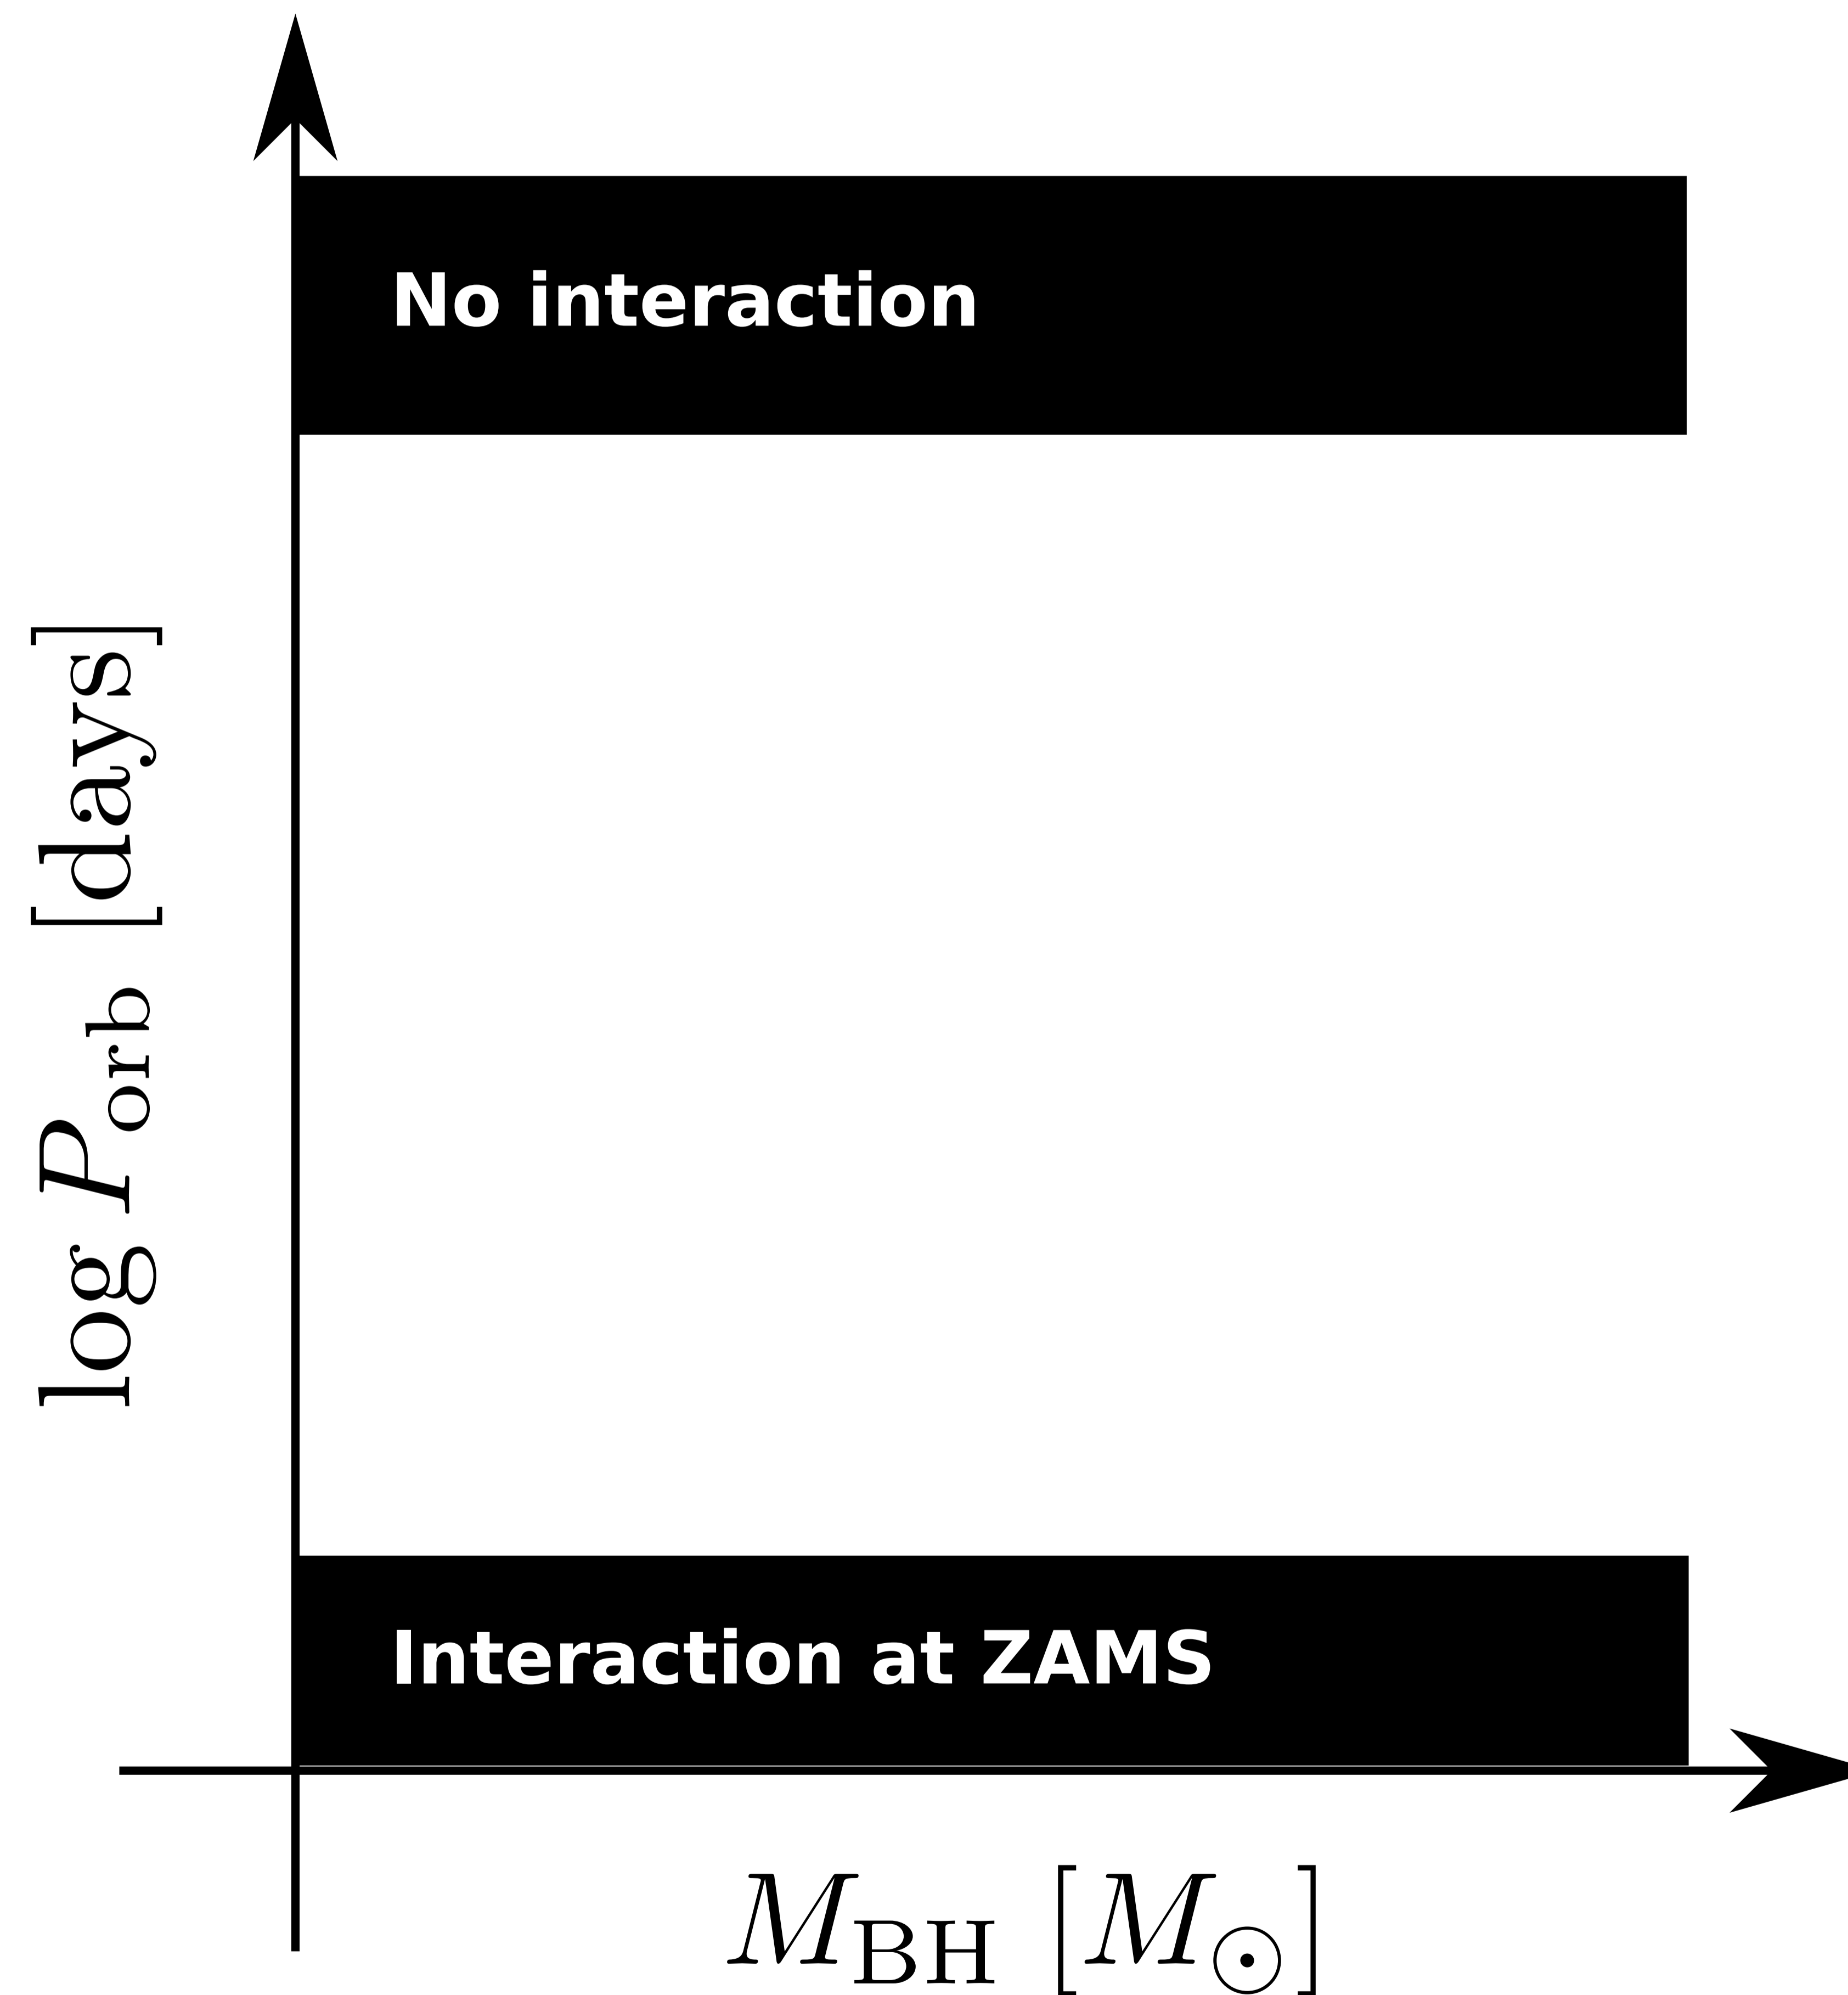 No interaction
log P_orb [days]
Interaction at ZAMS
M_BH [M_⊙]